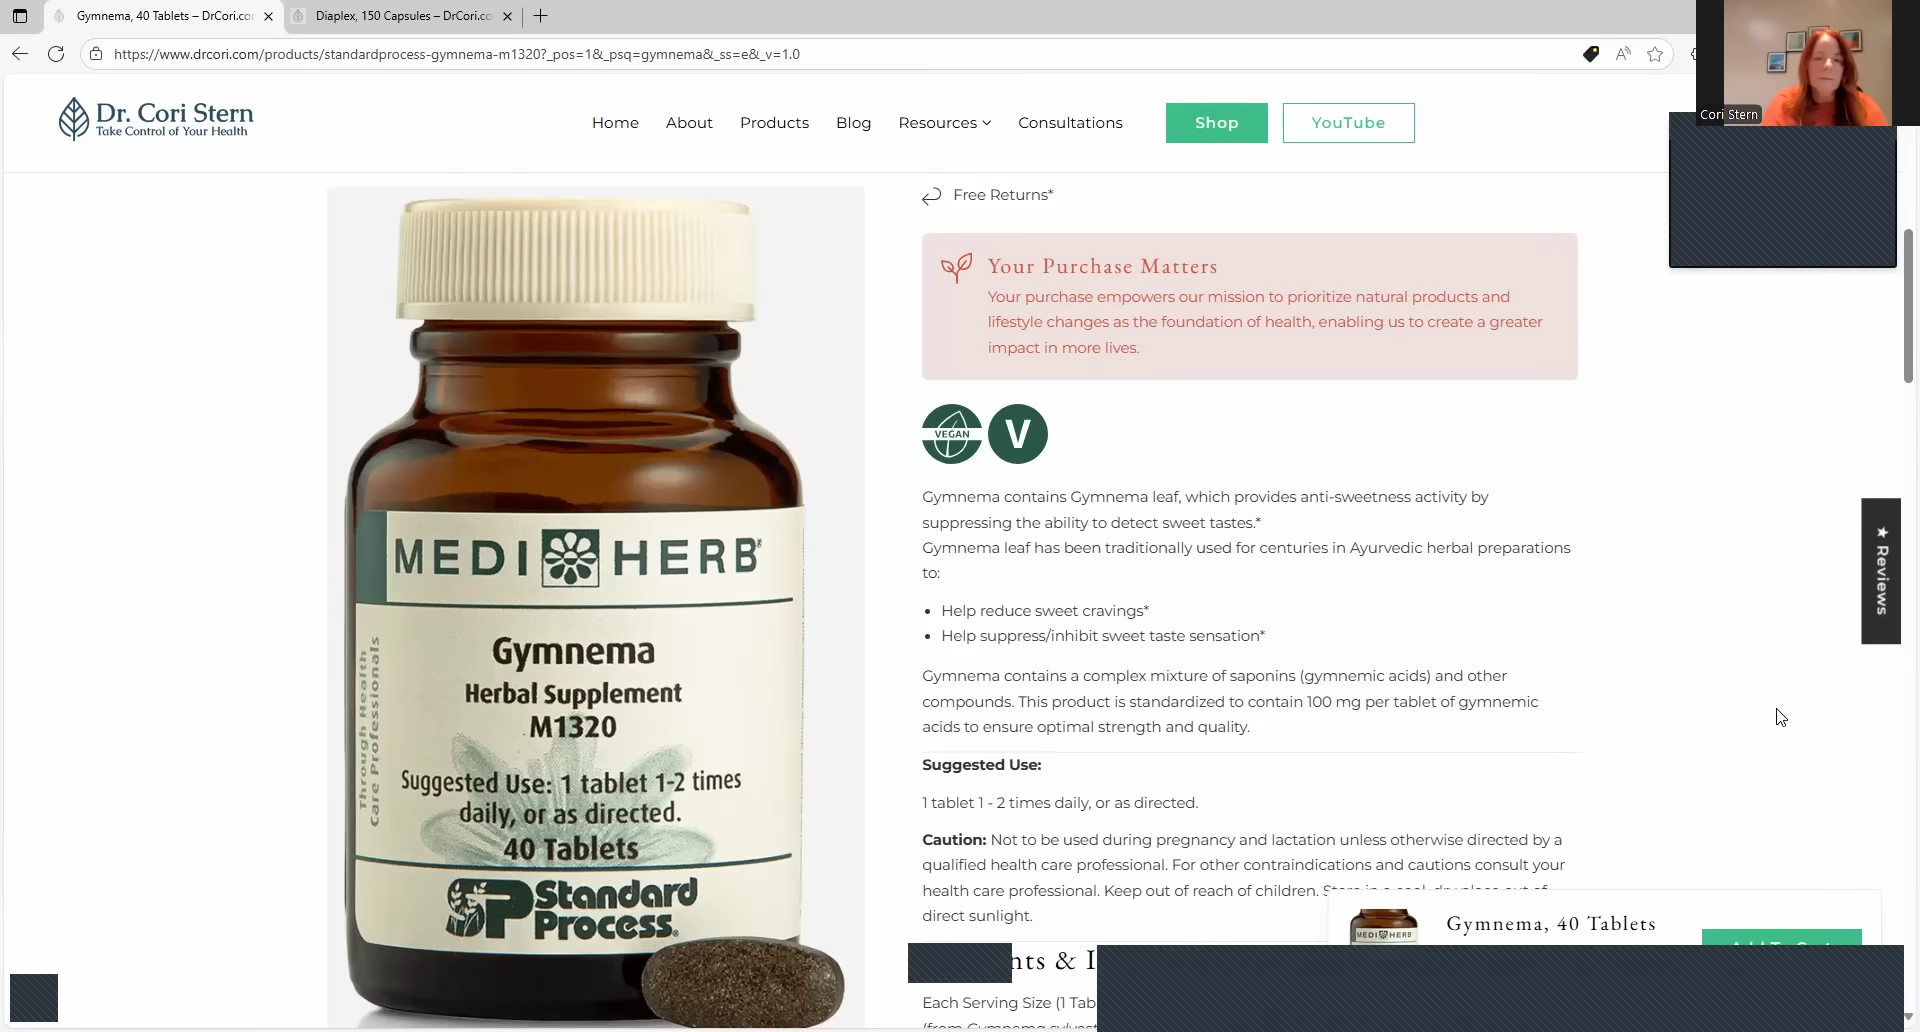 Gymnema, 40 Tablets – DrCori.co
Diaplex, 150 Capsules – DrCori.co
https://www.drcori.com/products/standardprocess-gymnema-m1320?_pos=1&_psq=gymnema&_ss=e&_v=1.0
Cori Stern
Dr. Cori Stern
Take Control of Your Health
Home
About
Products
Blog
Resources
Consultations
Shop
YouTube
MEDI HERB
Through Health
Care Professionals
Gymnema
Herbal Supplement
M1320
Suggested Use: 1 tablet 1-2 times
daily, or as directed.
40 Tablets
SP Standard
Process.
Free Returns*
Your Purchase Matters
Your purchase empowers our mission to prioritize natural products and
lifestyle changes as the foundation of health, enabling us to create a greater
impact in more lives.
VEGAN
V
Gymnema contains Gymnema leaf, which provides anti-sweetness activity by
suppressing the ability to detect sweet tastes.*
Gymnema leaf has been traditionally used for centuries in Ayurvedic herbal preparations
to:
• Help reduce sweet cravings*
• Help suppress/inhibit sweet taste sensation*
Gymnema contains a complex mixture of saponins (gymnemic acids) and other
compounds. This product is standardized to contain 100 mg per tablet of gymnemic
acids to ensure optimal strength and quality.
Suggested Use:
1 tablet 1 - 2 times daily, or as directed.
Caution: Not to be used during pregnancy and lactation unless otherwise directed by a
qualified health care professional. For other contraindications and cautions consult your
health care professional. Keep out of reach of children.
direct sunlight.
nts & I
Each Serving Size (1 Tab
★ Reviews
MEDI HERB
Gymnema, 40 Tablets